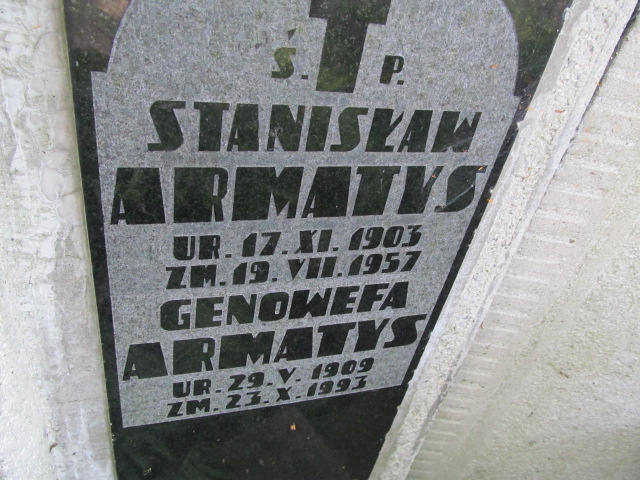 Ś. P.
STANISŁAW
ARMATYS
UR. 17. XI. 1903
ZM. 19. VII. 1957
GENOWEFA
ARMATYS
UR. 29. V. 1909
ZM. 23. X. 1993